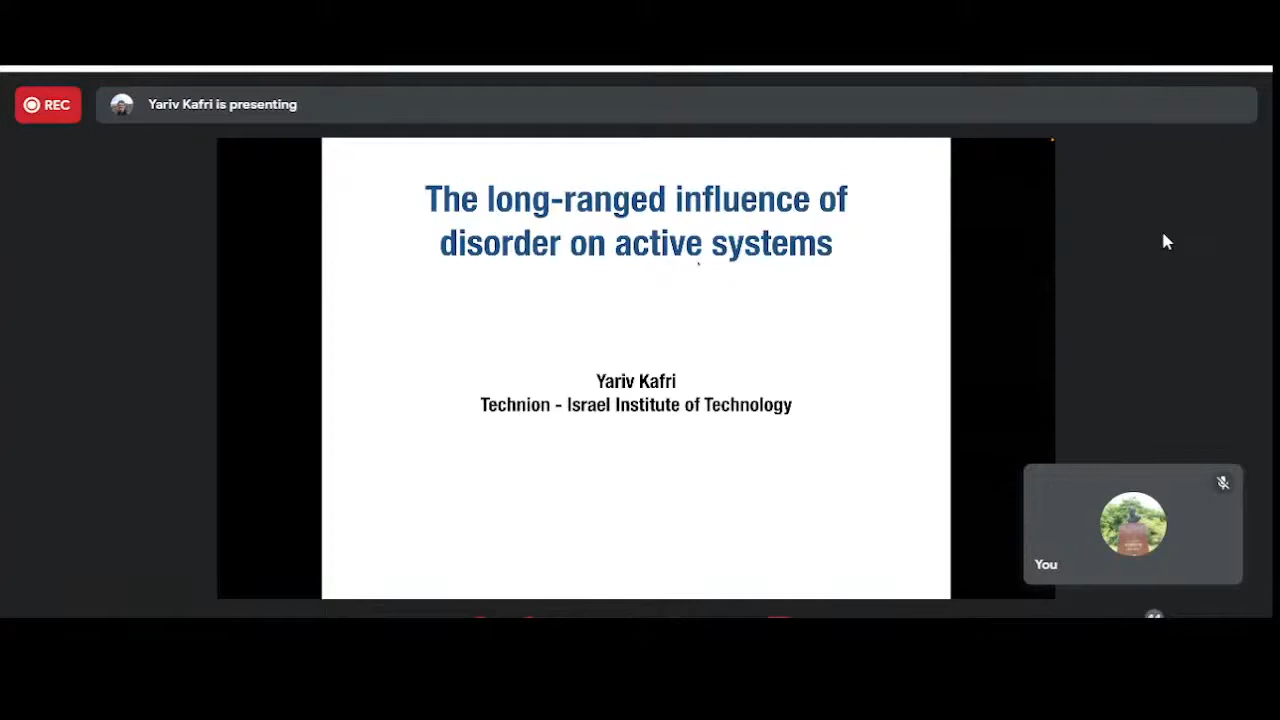 REC
Yariv Kafri is presenting
The long-ranged influence of
disorder on active systems
Yariv Kafri
Technion - Israel Institute of Technology
You